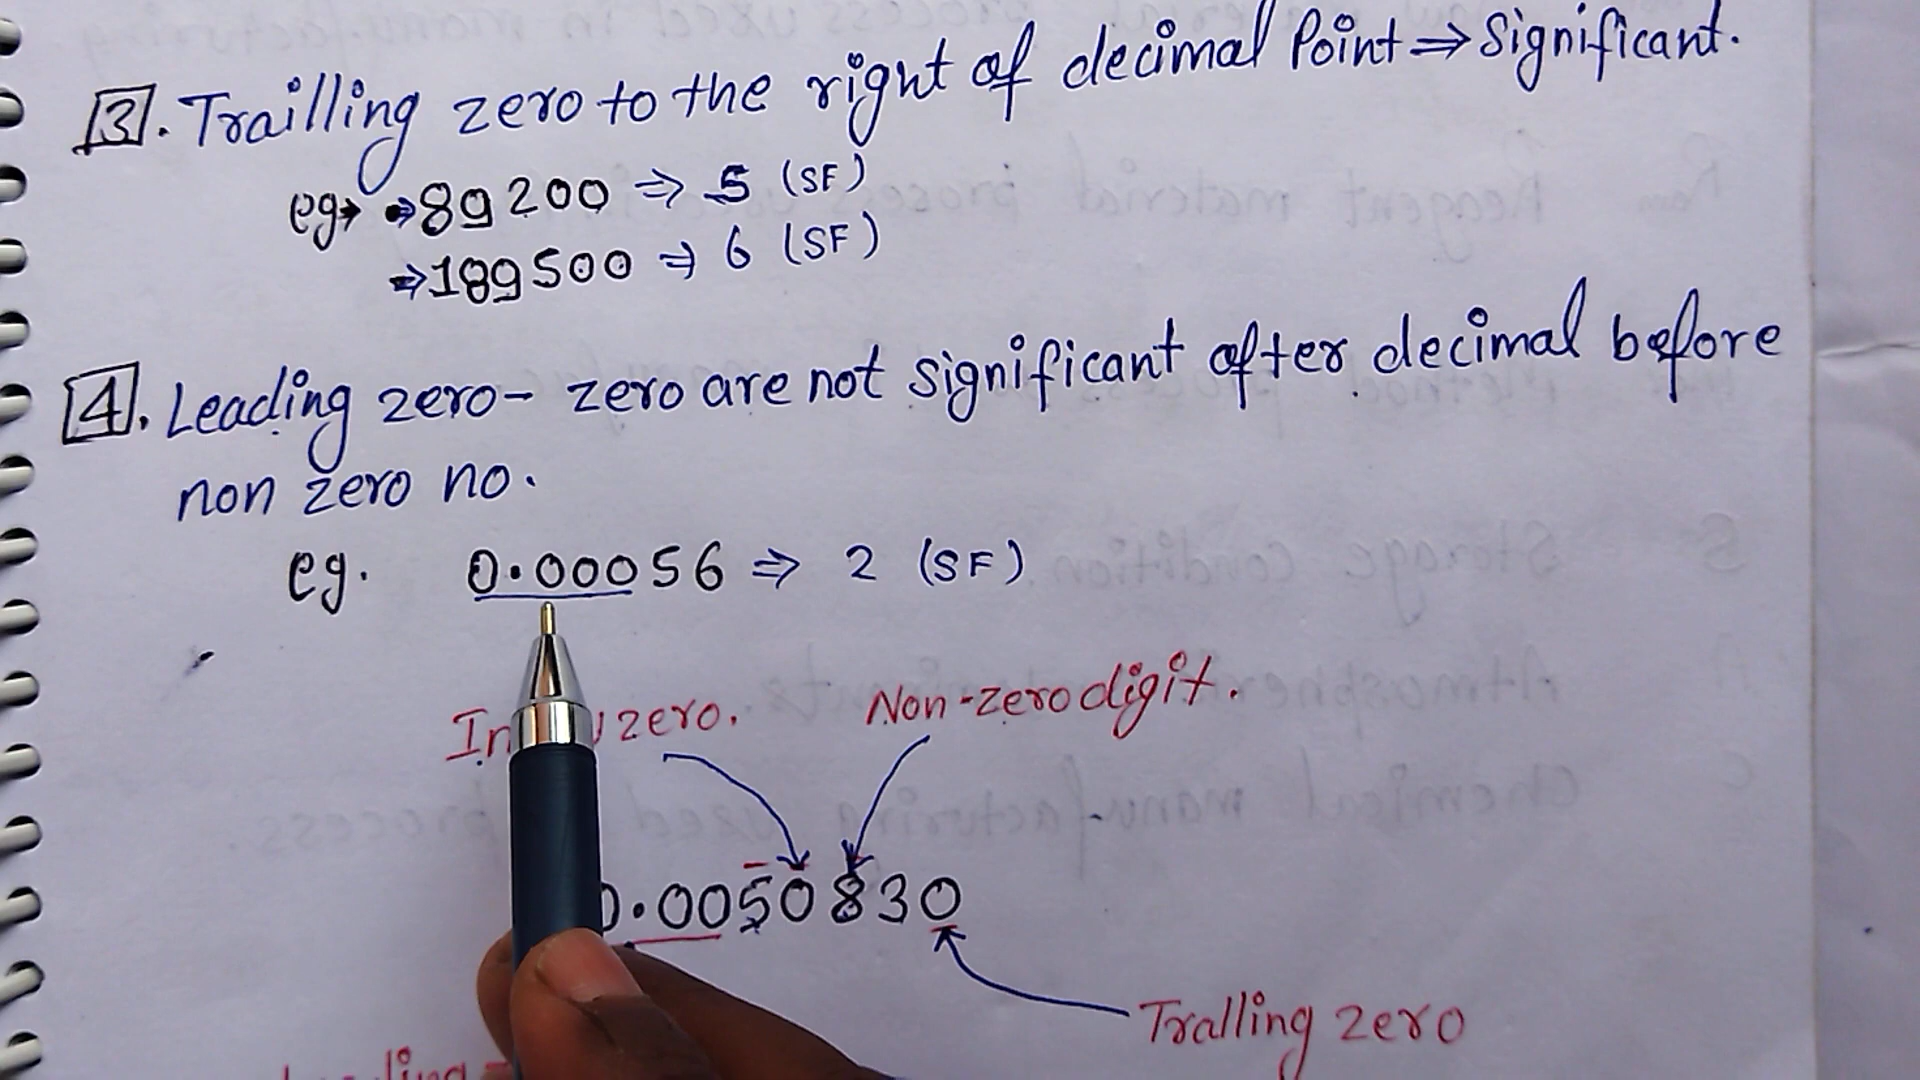 3. Trailling zero to the right of decimal Point ⇒ Significant.
eg→ ⇒ 89200 ⇒ 5 (SF)
⇒ 189500 ⇒ 6 (SF)
4. Leading zero - zero are not significant after decimal before
non zero no.
eg. 0.00056 ⇒ 2 (SF)
zero. Non-zero digit.
0.0050830
Tralling zero